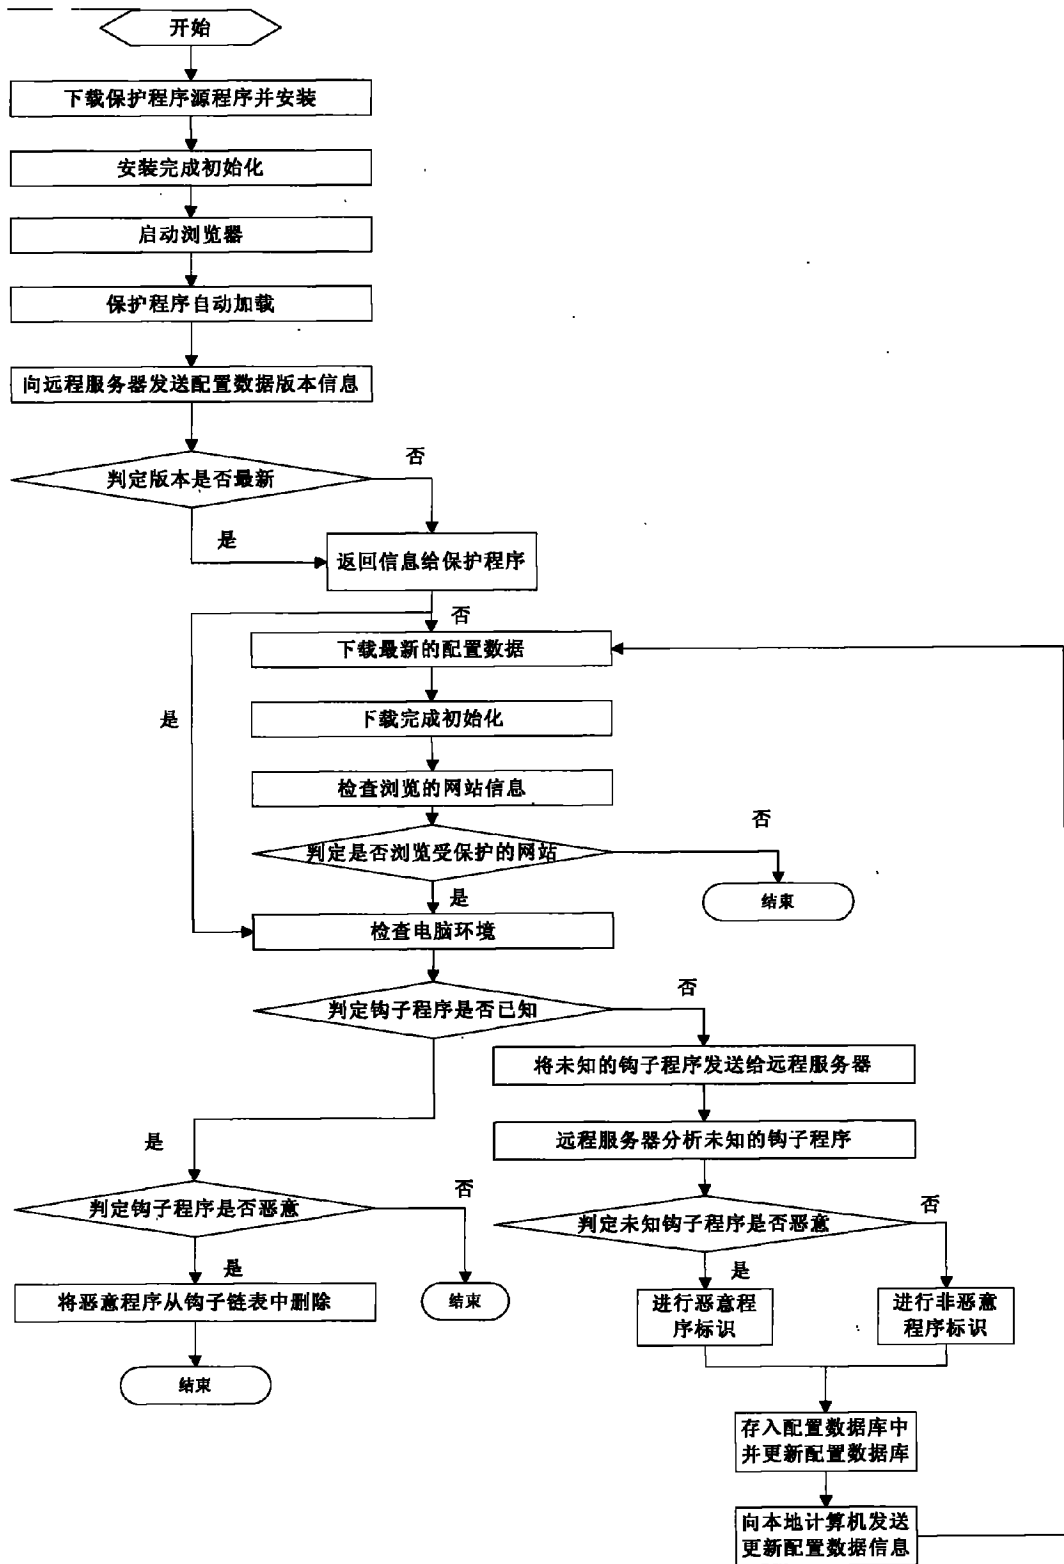 开始
下载保护程序源程序并安装
安装完成初始化
启动浏览器
保护程序自动加载
向远程服务器发送配置数据版本信息
否
判定版本是否最新
是
返回信息给保护程序
否
下载最新的配置数据
是
下载完成初始化
检查浏览的网站信息
否
判定是否浏览受保护的网站
是
结束
检查电脑环境
否
判定钩子程序是否已知
将未知的钩子程序发送给远程服务器
是
远程服务器分析未知的钩子程序
否
判定钩子程序是否恶意
否
判定未知钩子程序是否恶意
是
是
将恶意程序从钩子链表中删除
结束
进行恶意程
序标识
进行非恶意
程序标识
结束
存入配置数据库中
并更新配置数据库
向本地计算机发送
更新配置数据信息